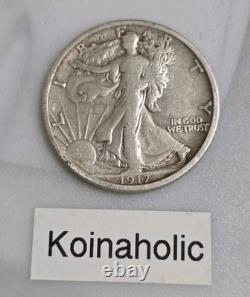 LIBERTY
IN GOD
WE TRUST
1917
Koinaholic